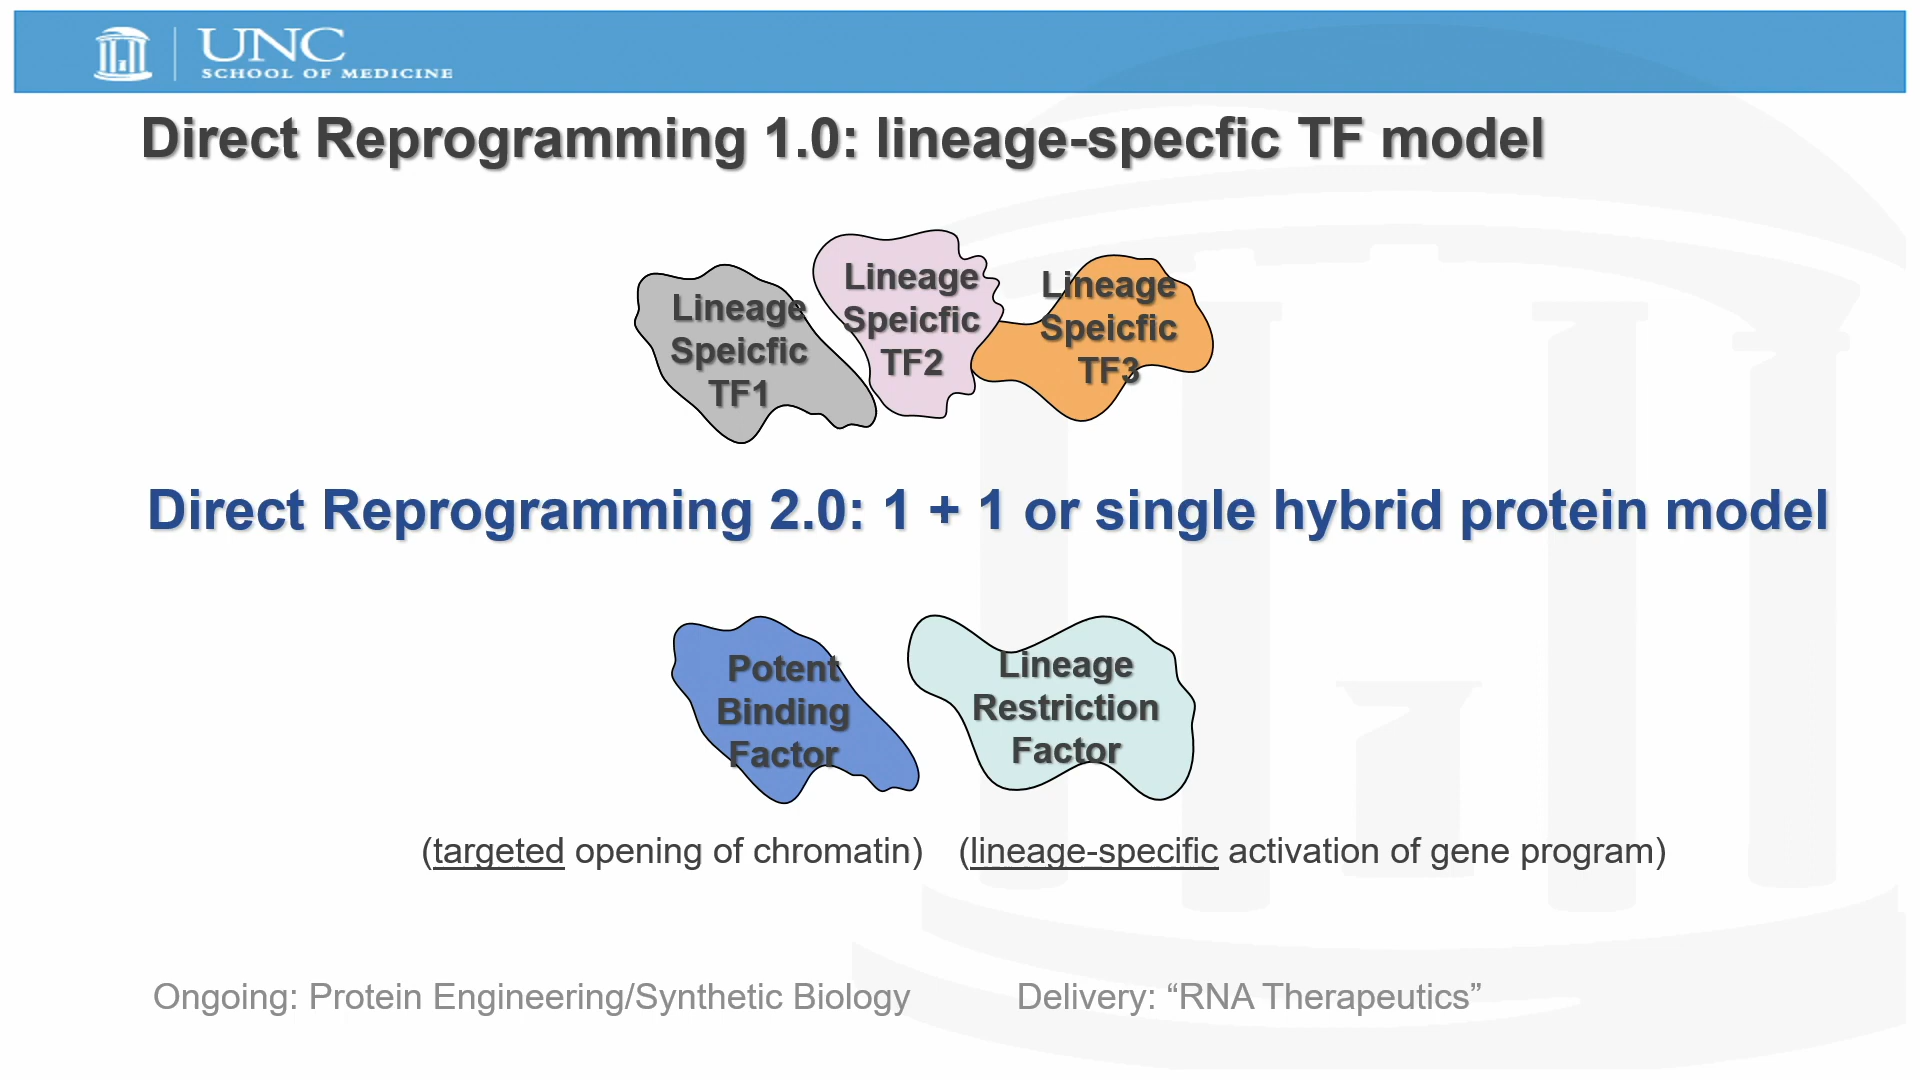 UNC
SCHOOL OF MEDICINE
Direct Reprogramming 1.0: lineage-specfic TF model
Lineage
Speicfic
TF1
Lineage
Speicfic
TF2
Lineage
Speicfic
TF3
Direct Reprogramming 2.0: 1 + 1 or single hybrid protein model
Potent
Binding
Factor
Lineage
Restriction
Factor
(targeted opening of chromatin)
(lineage-specific activation of gene program)
Ongoing: Protein Engineering/Synthetic Biology
Delivery: “RNA Therapeutics”